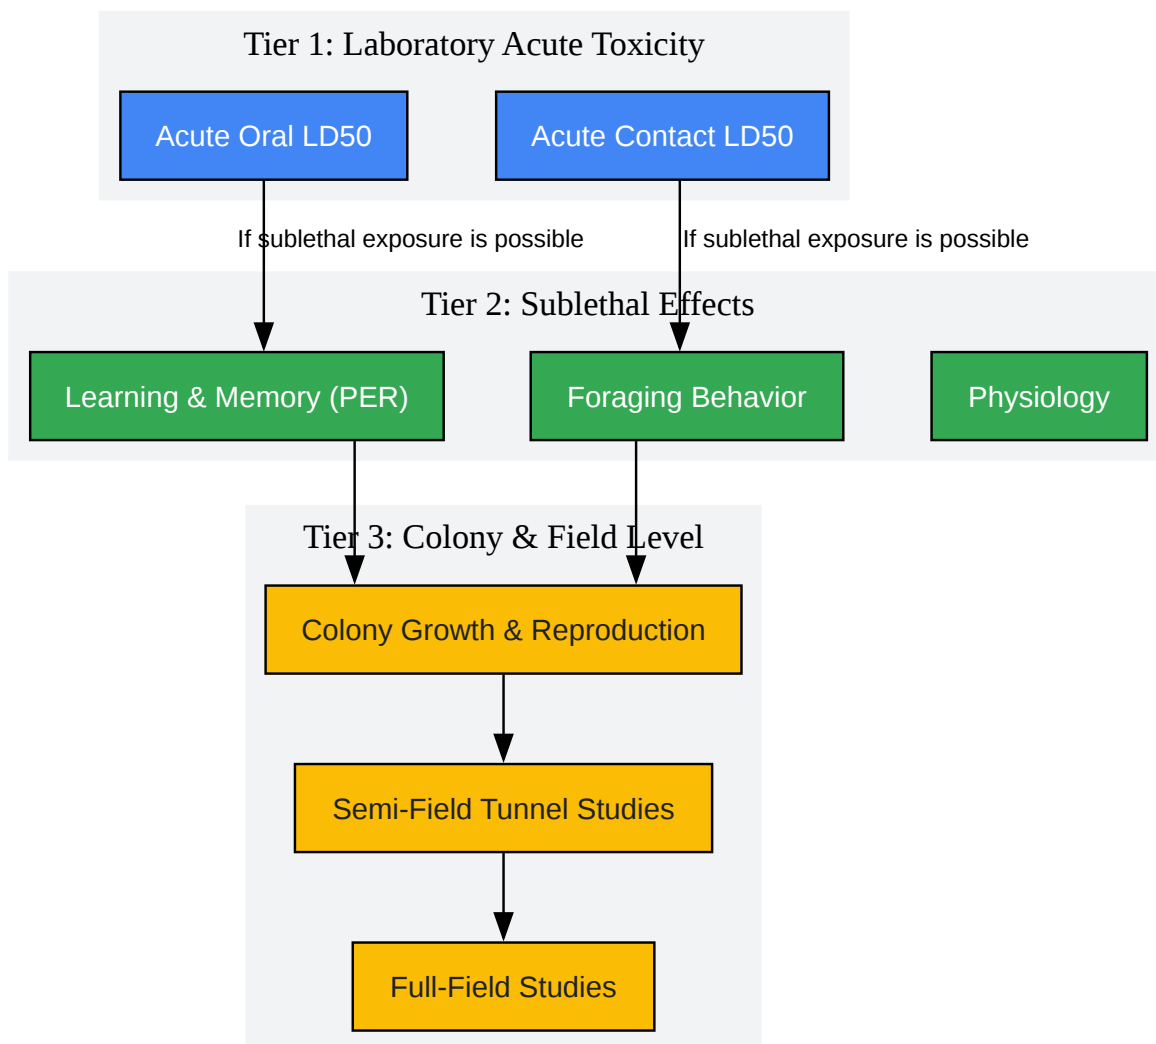 Tier 1: Laboratory Acute Toxicity
Acute Oral LD50
Acute Contact LD50
If sublethal exposure is possible
If sublethal exposure is possible
Tier 2: Sublethal Effects
Learning & Memory (PER)
Foraging Behavior
Physiology
Tier 3: Colony & Field Level
Colony Growth & Reproduction
Semi-Field Tunnel Studies
Full-Field Studies